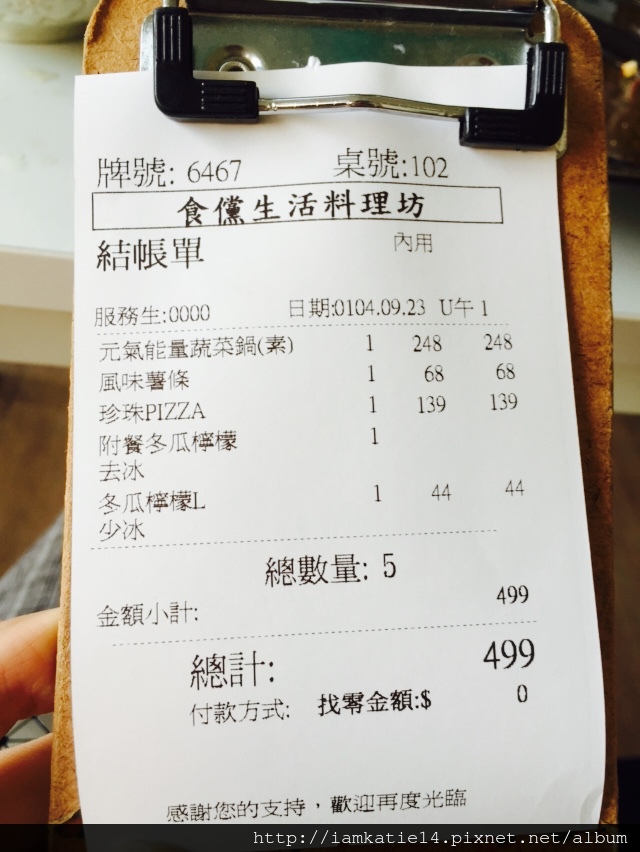 牌號: 6467 桌號:102
食儻生活料理坊
結帳單 內用
服務生:0000 日期:0104.09.23 U午 1
元氣能量蔬菜鍋(素) 1 248 248
風味薯條 1 68 68
珍珠PIZZA 1 139 139
附餐冬瓜檸檬 1
去冰
冬瓜檸檬L 1 44 44
少冰
總數量: 5
金額小計: 499
總計: 499
付款方式: 找零金額:$ 0
感謝您的支持，歡迎再度光臨
http://iamkatie14.pixnet.net/album